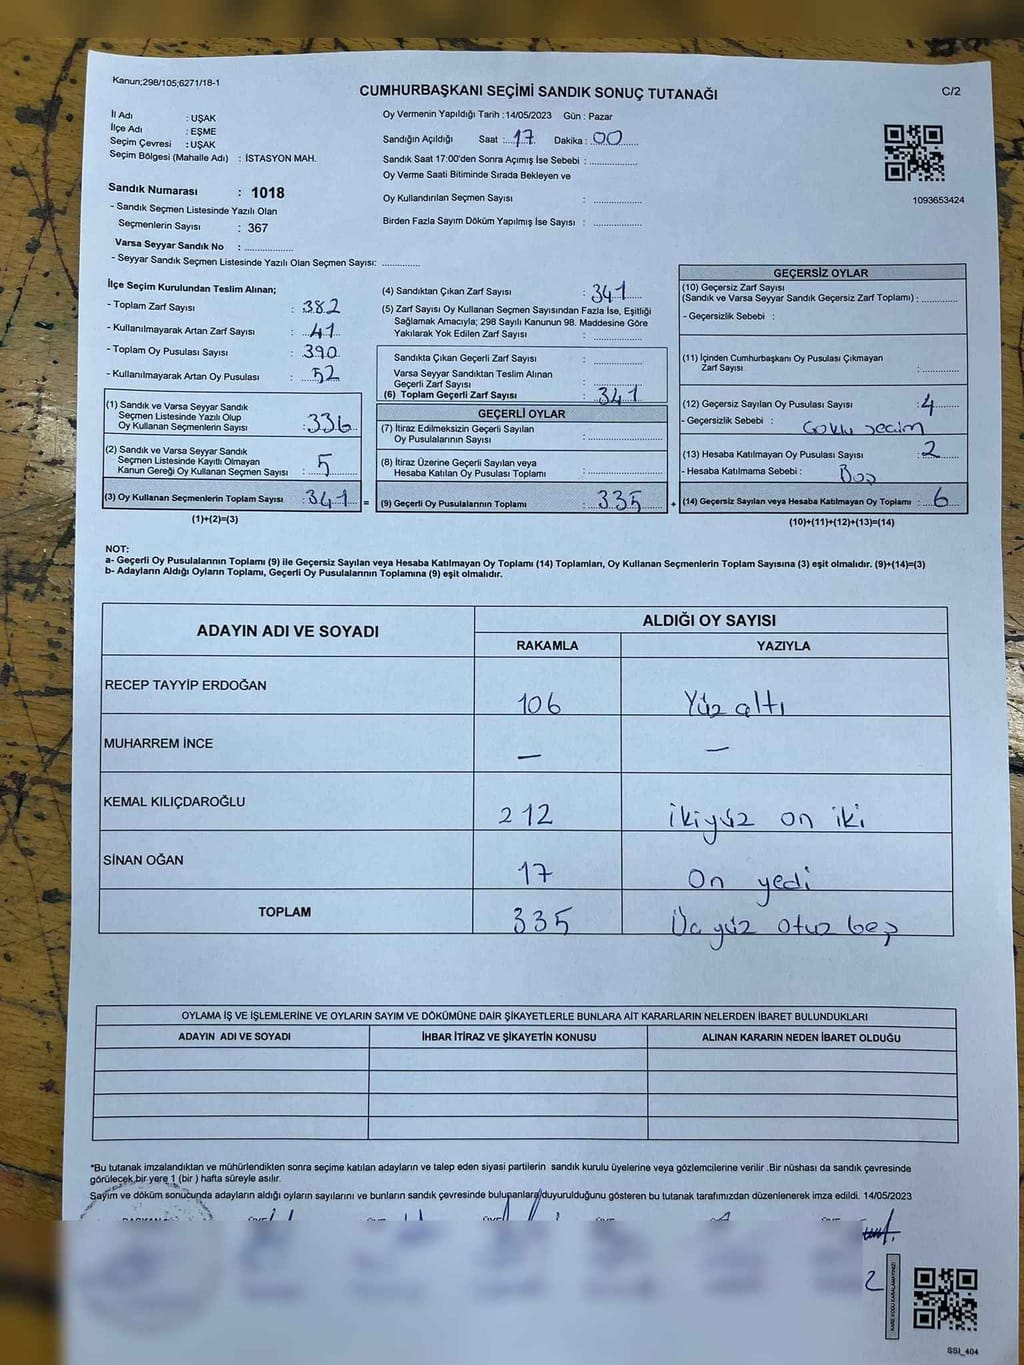 Kanun;298/105;6271/18-1
CUMHURBAŞKANI SEÇİMİ SANDIK SONUÇ TUTANAĞI
C/2
İl Adı : UŞAK
İlçe Adı : EŞME
Seçim Çevresi : UŞAK
Seçim Bölgesi (Mahalle Adı) : İSTASYON MAH.
Oy Vermenin Yapıldığı Tarih :14/05/2023 Gün : Pazar
Sandığın Açıldığı Saat :17 Dakika : 00
Sandık Saat 17:00'den Sonra Açımış İse Sebebi :
Oy Verme Saati Bitiminde Sırada Bekleyen ve
Oy Kullandırılan Seçmen Sayısı :
Birden Fazla Sayım Döküm Yapılmış İse Sayısı :
1093653424
Sandık Numarası : 1018
- Sandık Seçmen Listesinde Yazılı Olan
Seçmenlerin Sayısı : 367
Varsa Seyyar Sandık No :
- Seyyar Sandık Seçmen Listesinde Yazılı Olan Seçmen Sayısı:
İlçe Seçim Kurulundan Teslim Alınan;
- Toplam Zarf Sayısı : 382
- Kullanılmayarak Artan Zarf Sayısı : 41
- Toplam Oy Pusulası Sayısı : 390
- Kullanılmayarak Artan Oy Pusulası : 52
(1) Sandık ve Varsa Seyyar Sandık
Seçmen Listesinde Yazılı Olup
Oy Kullanan Seçmenlerin Sayısı :336
(2) Sandık ve Varsa Seyyar Sandık
Seçmen Listesinde Kayıtlı Olmayan
Kanun Gereği Oy Kullanan Seçmen Sayısı : 5
(3) Oy Kullanan Seçmenlerin Toplam Sayısı : 341 =
(1)+(2)=(3)
(4) Sandıktan Çıkan Zarf Sayısı : 341
(5) Zarf Sayısı Oy Kullanan Seçmen Sayısından Fazla İse, Eşitliği
Sağlamak Amacıyla; 298 Sayılı Kanunun 98. Maddesine Göre
Yakılarak Yok Edilen Zarf Sayısı :
Sandıkta Çıkan Geçerli Zarf Sayısı :
Varsa Seyyar Sandıktan Teslim Alınan
Geçerli Zarf Sayısı :
(6) Toplam Geçerli Zarf Sayısı : 341
GEÇERLİ OYLAR
(7) İtiraz Edilmeksizin Geçerli Sayılan
Oy Pusulalarının Sayısı :
(8) İtiraz Üzerine Geçerli Sayılan veya
Hesaba Katılan Oy Pusulası Toplamı :
(9) Geçerli Oy Pusulalarının Toplamı : 335 +
GEÇERSİZ OYLAR
(10) Geçersiz Zarf Sayısı
(Sandık ve Varsa Seyyar Sandık Geçersiz Zarf Toplamı) :
- Geçersizlik Sebebi :
(11) İçinden Cumhurbaşkanı Oy Pusulası Çıkmayan
Zarf Sayısı :
(12) Geçersiz Sayılan Oy Pusulası Sayısı : 4
- Geçersizlik Sebebi : Çoklu seçim
(13) Hesaba Katılmayan Oy Pusulası Sayısı : 2
- Hesaba Katılmama Sebebi : Boş
(14) Geçersiz Sayılan veya Hesaba Katılmayan Oy Toplamı : 6
(10)+(11)+(12)+(13)=(14)
NOT:
a- Geçerli Oy Pusulalarının Toplamı (9) ile Geçersiz Sayılan veya Hesaba Katılmayan Oy Toplamı (14) Toplamları, Oy Kullanan Seçmenlerin Toplam Sayısına (3) eşit olmalıdır. (9)+(14)=(3)
b- Adayların Aldığı Oyların Toplamı, Geçerli Oy Pusulalarının Toplamına (9) eşit olmalıdır.
ADAYIN ADI VE SOYADI ALDIĞI OY SAYISI
RAKAMLA YAZIYLA
RECEP TAYYİP ERDOĞAN 106 Yüz altı
MUHARREM İNCE — —
KEMAL KILIÇDAROĞLU 212 ikiyüz on iki
SİNAN OĞAN 17 On yedi
TOPLAM 335 Üçyüz otuz beş
OYLAMA İŞ VE İŞLEMLERİNE VE OYLARIN SAYIM VE DÖKÜMÜNE DAİR ŞİKAYETLERLE BUNLARA AİT KARARLARIN NELERDEN İBARET BULUNDUKLARI
ADAYIN ADI VE SOYADI İHBAR İTİRAZ VE ŞİKAYETİN KONUSU ALINAN KARARIN NEDEN İBARET OLDUĞU
*Bu tutanak imzalandıktan ve mühürlendikten sonra seçime katılan adayların ve talep eden siyasi partilerin sandık kurulu üyelerine veya gözlemcilerine verilir .Bir nüshası da sandık çevresinde
görülecek bir yere 1 (bir ) hafta süreyle asılır.
Sayım ve döküm sonucunda adayların aldığı oyların sayılarını ve bunların sandık çevresinde bulunanlara duyurulduğunu gösteren bu tutanak tarafımızdan düzenlenerek imza edildi. 14/05/2023
2
SSI_404